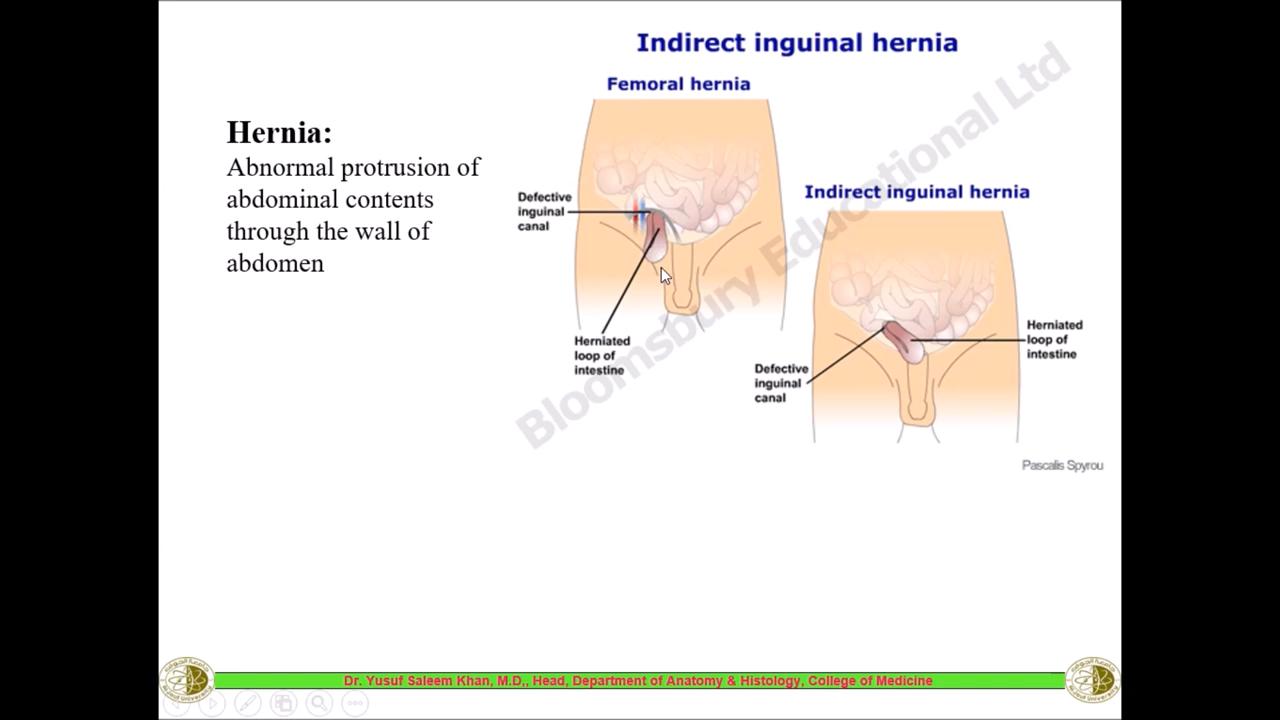 Indirect inguinal hernia
Femoral hernia
Hernia:
Abnormal protrusion of
abdominal contents
through the wall of
abdomen
Defective
inguinal
canal
Herniated
loop of
intestine
Indirect inguinal hernia
Herniated
loop of
intestine
Defective
inguinal
canal
Bloomsbury Educational Ltd
Pascalis Spyrou
Dr. Yusuf Saleem Khan, M.D,, Head, Department of Anatomy & Histology, College of Medicine